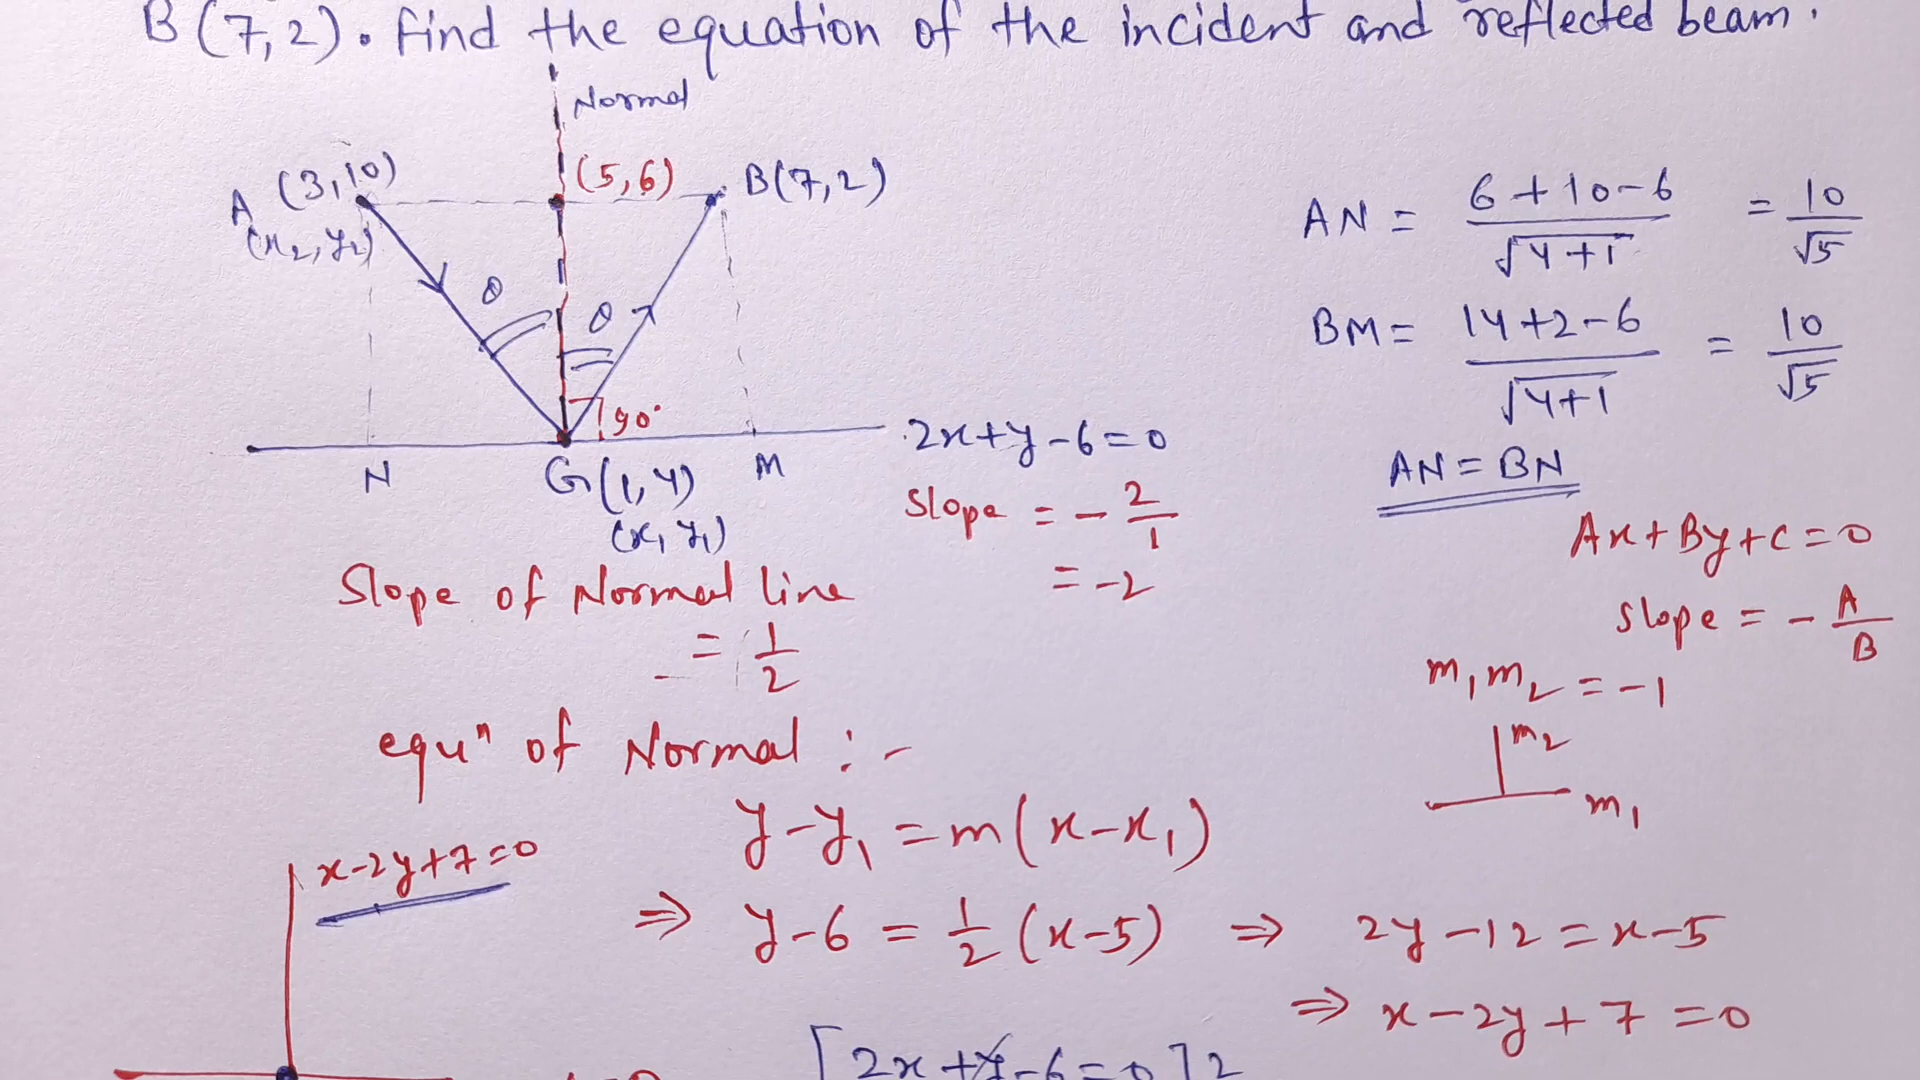 B(7,2). Find the equation of the incident and reflected beam.
Normal
A (3,10)
(x₂, y₂)
(5,6)
B(7,2)
θ
θ
90°
N
G(1,4)
M
(x₁ y₁)
2x+y-6=0
Slope = -2/1
= -2
AN = (6+10-6)/√(4+1) = 10/√5
BM = (14+2-6)/√(4+1) = 10/√5
AN = BN
Ax+By+C=0
Slope = -A/B
m₁m₂ = -1
m₂
m₁
Slope of Normal line
= 1/2
equⁿ of Normal :-
y-y₁ = m(x-x₁)
⇒ y-6 = 1/2 (x-5) ⇒ 2y-12 = x-5
⇒ x-2y+7=0
x-2y+7=0
[2x+y-6=0]2